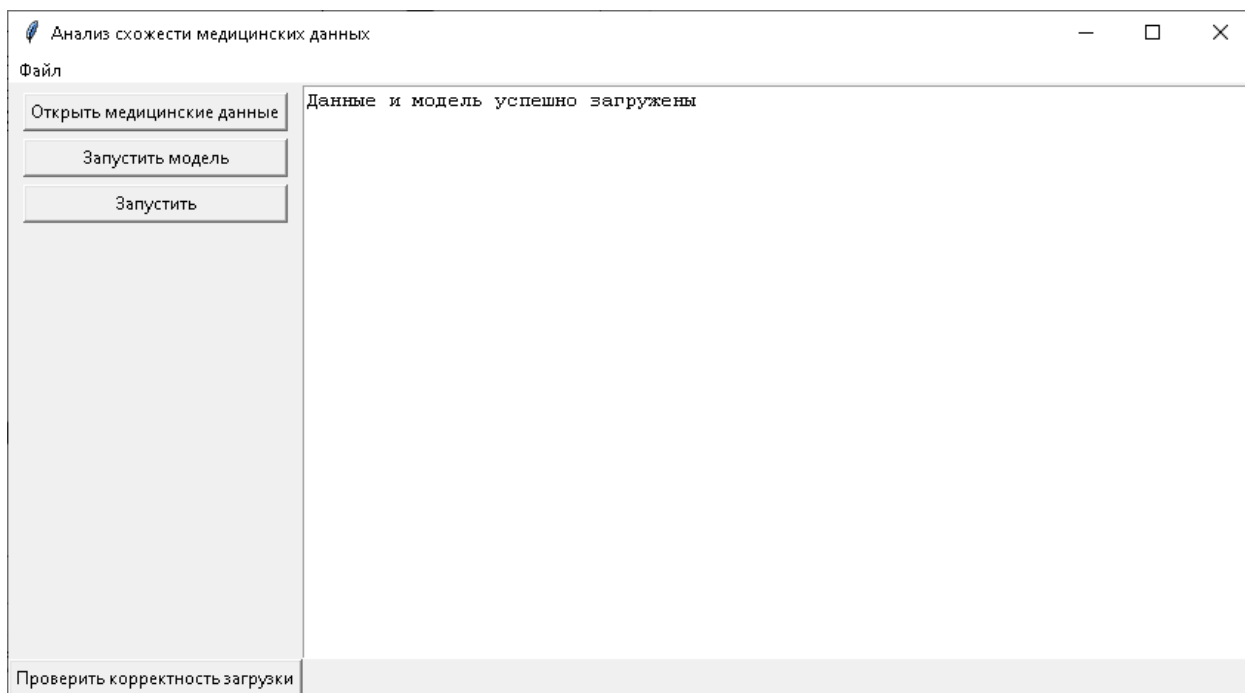 Анализ схожести медицинских данных
Файл
Открыть медицинские данные
Данные и модель успешно загружены
Запустить модель
Запустить
Проверить корректность загрузки